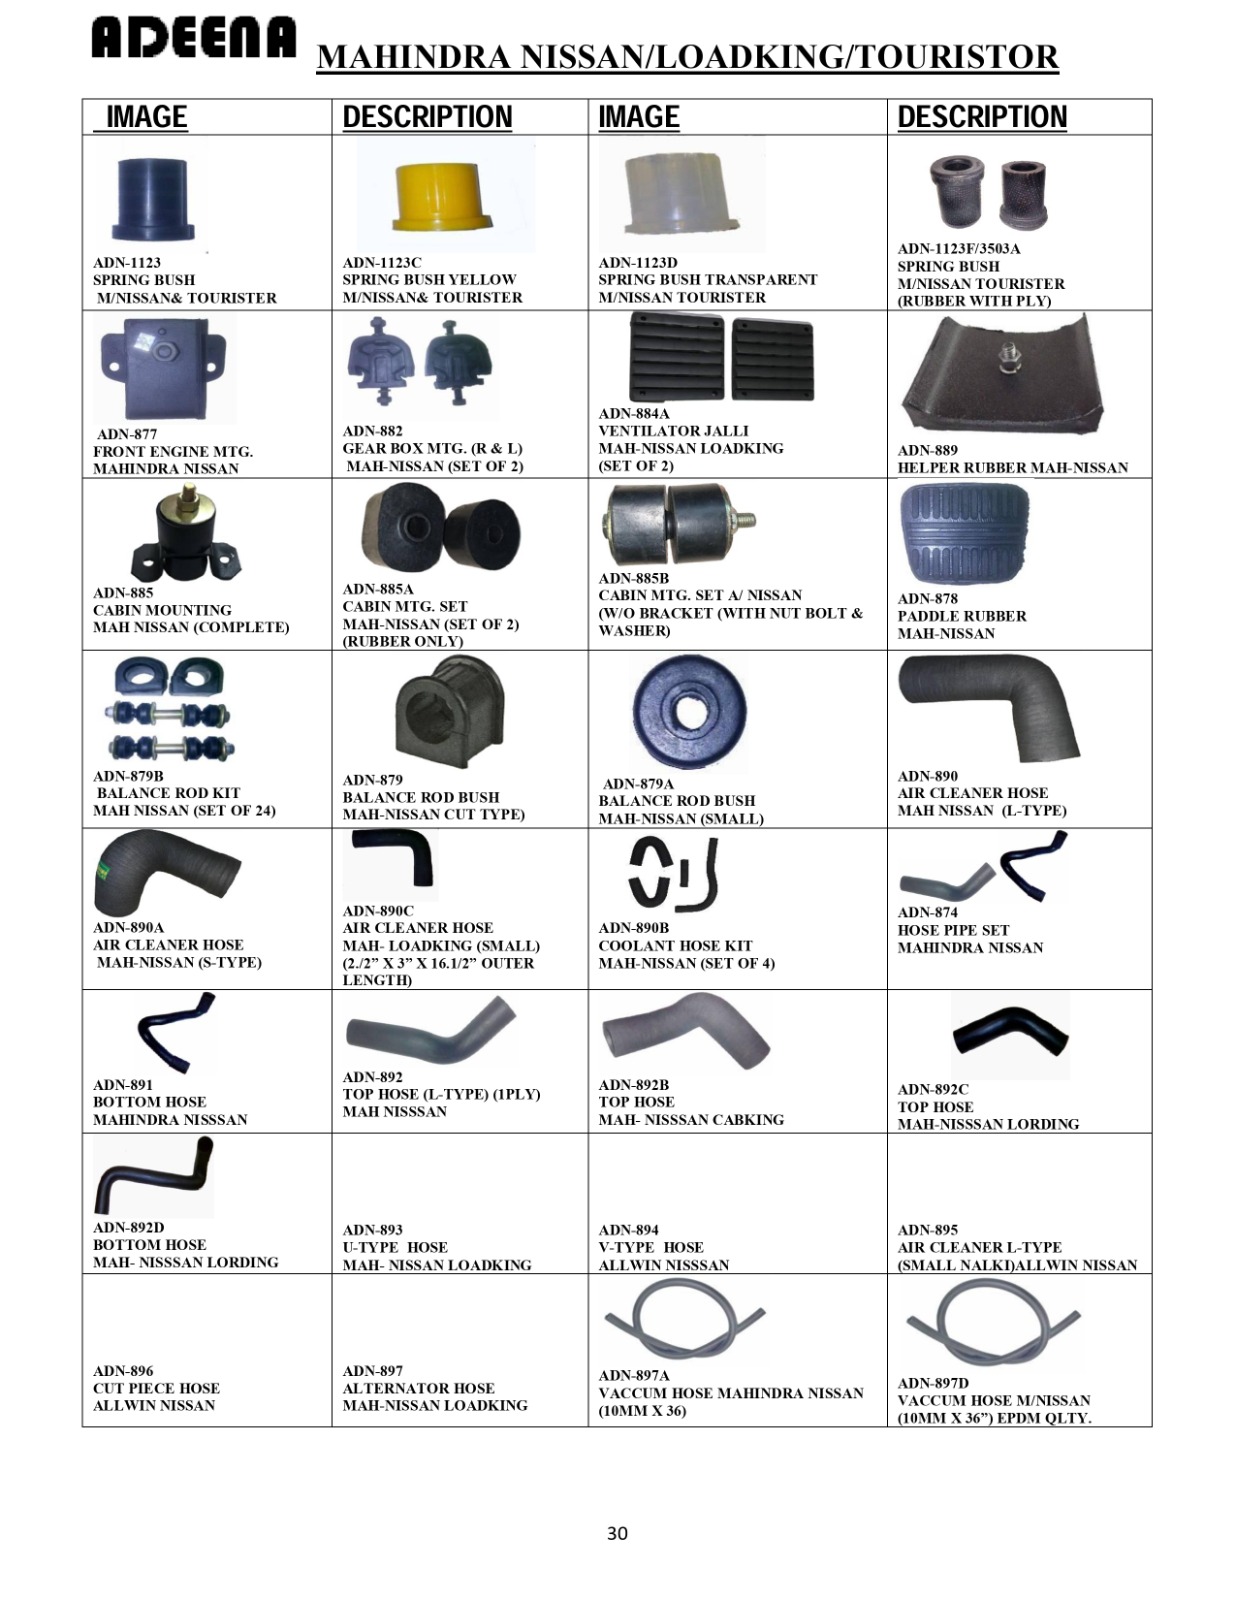 ADEENA
MAHINDRA NISSAN/LOADKING/TOURISTOR
IMAGE
DESCRIPTION
IMAGE
DESCRIPTION
ADN-1123
SPRING BUSH
M/NISSAN& TOURISTER
ADN-1123C
SPRING BUSH YELLOW
M/NISSAN& TOURISTER
ADN-1123D
SPRING BUSH TRANSPARENT
M/NISSAN TOURISTER
ADN-1123F/3503A
SPRING BUSH
M/NISSAN TOURISTER
(RUBBER WITH PLY)
ADN-877
FRONT ENGINE MTG.
MAHINDRA NISSAN
ADN-882
GEAR BOX MTG. (R & L)
MAH-NISSAN (SET OF 2)
ADN-884A
VENTILATOR JALLI
MAH-NISSAN LOADKING
(SET OF 2)
ADN-889
HELPER RUBBER MAH-NISSAN
ADN-885
CABIN MOUNTING
MAH NISSAN (COMPLETE)
ADN-885A
CABIN MTG. SET
MAH-NISSAN (SET OF 2)
(RUBBER ONLY)
ADN-885B
CABIN MTG. SET A/ NISSAN
(W/O BRACKET (WITH NUT BOLT &
WASHER)
ADN-878
PADDLE RUBBER
MAH-NISSAN
ADN-879B
BALANCE ROD KIT
MAH NISSAN (SET OF 24)
ADN-879
BALANCE ROD BUSH
MAH-NISSAN CUT TYPE)
ADN-879A
BALANCE ROD BUSH
MAH-NISSAN (SMALL)
ADN-890
AIR CLEANER HOSE
MAH NISSAN (L-TYPE)
ADN-890A
AIR CLEANER HOSE
MAH-NISSAN (S-TYPE)
ADN-890C
AIR CLEANER HOSE
MAH- LOADKING (SMALL)
(2./2” X 3” X 16.1/2” OUTER
LENGTH)
ADN-890B
COOLANT HOSE KIT
MAH-NISSAN (SET OF 4)
ADN-874
HOSE PIPE SET
MAHINDRA NISSAN
ADN-891
BOTTOM HOSE
MAHINDRA NISSSAN
ADN-892
TOP HOSE (L-TYPE) (1PLY)
MAH NISSSAN
ADN-892B
TOP HOSE
MAH- NISSSAN CABKING
ADN-892C
TOP HOSE
MAH-NISSSAN LORDING
ADN-892D
BOTTOM HOSE
MAH- NISSSAN LORDING
ADN-893
U-TYPE HOSE
MAH- NISSAN LOADKING
ADN-894
V-TYPE HOSE
ALLWIN NISSSAN
ADN-895
AIR CLEANER L-TYPE
(SMALL NALKI)ALLWIN NISSAN
ADN-896
CUT PIECE HOSE
ALLWIN NISSAN
ADN-897
ALTERNATOR HOSE
MAH-NISSAN LOADKING
ADN-897A
VACCUM HOSE MAHINDRA NISSAN
(10MM X 36)
ADN-897D
VACCUM HOSE M/NISSAN
(10MM X 36”) EPDM QLTY.
30